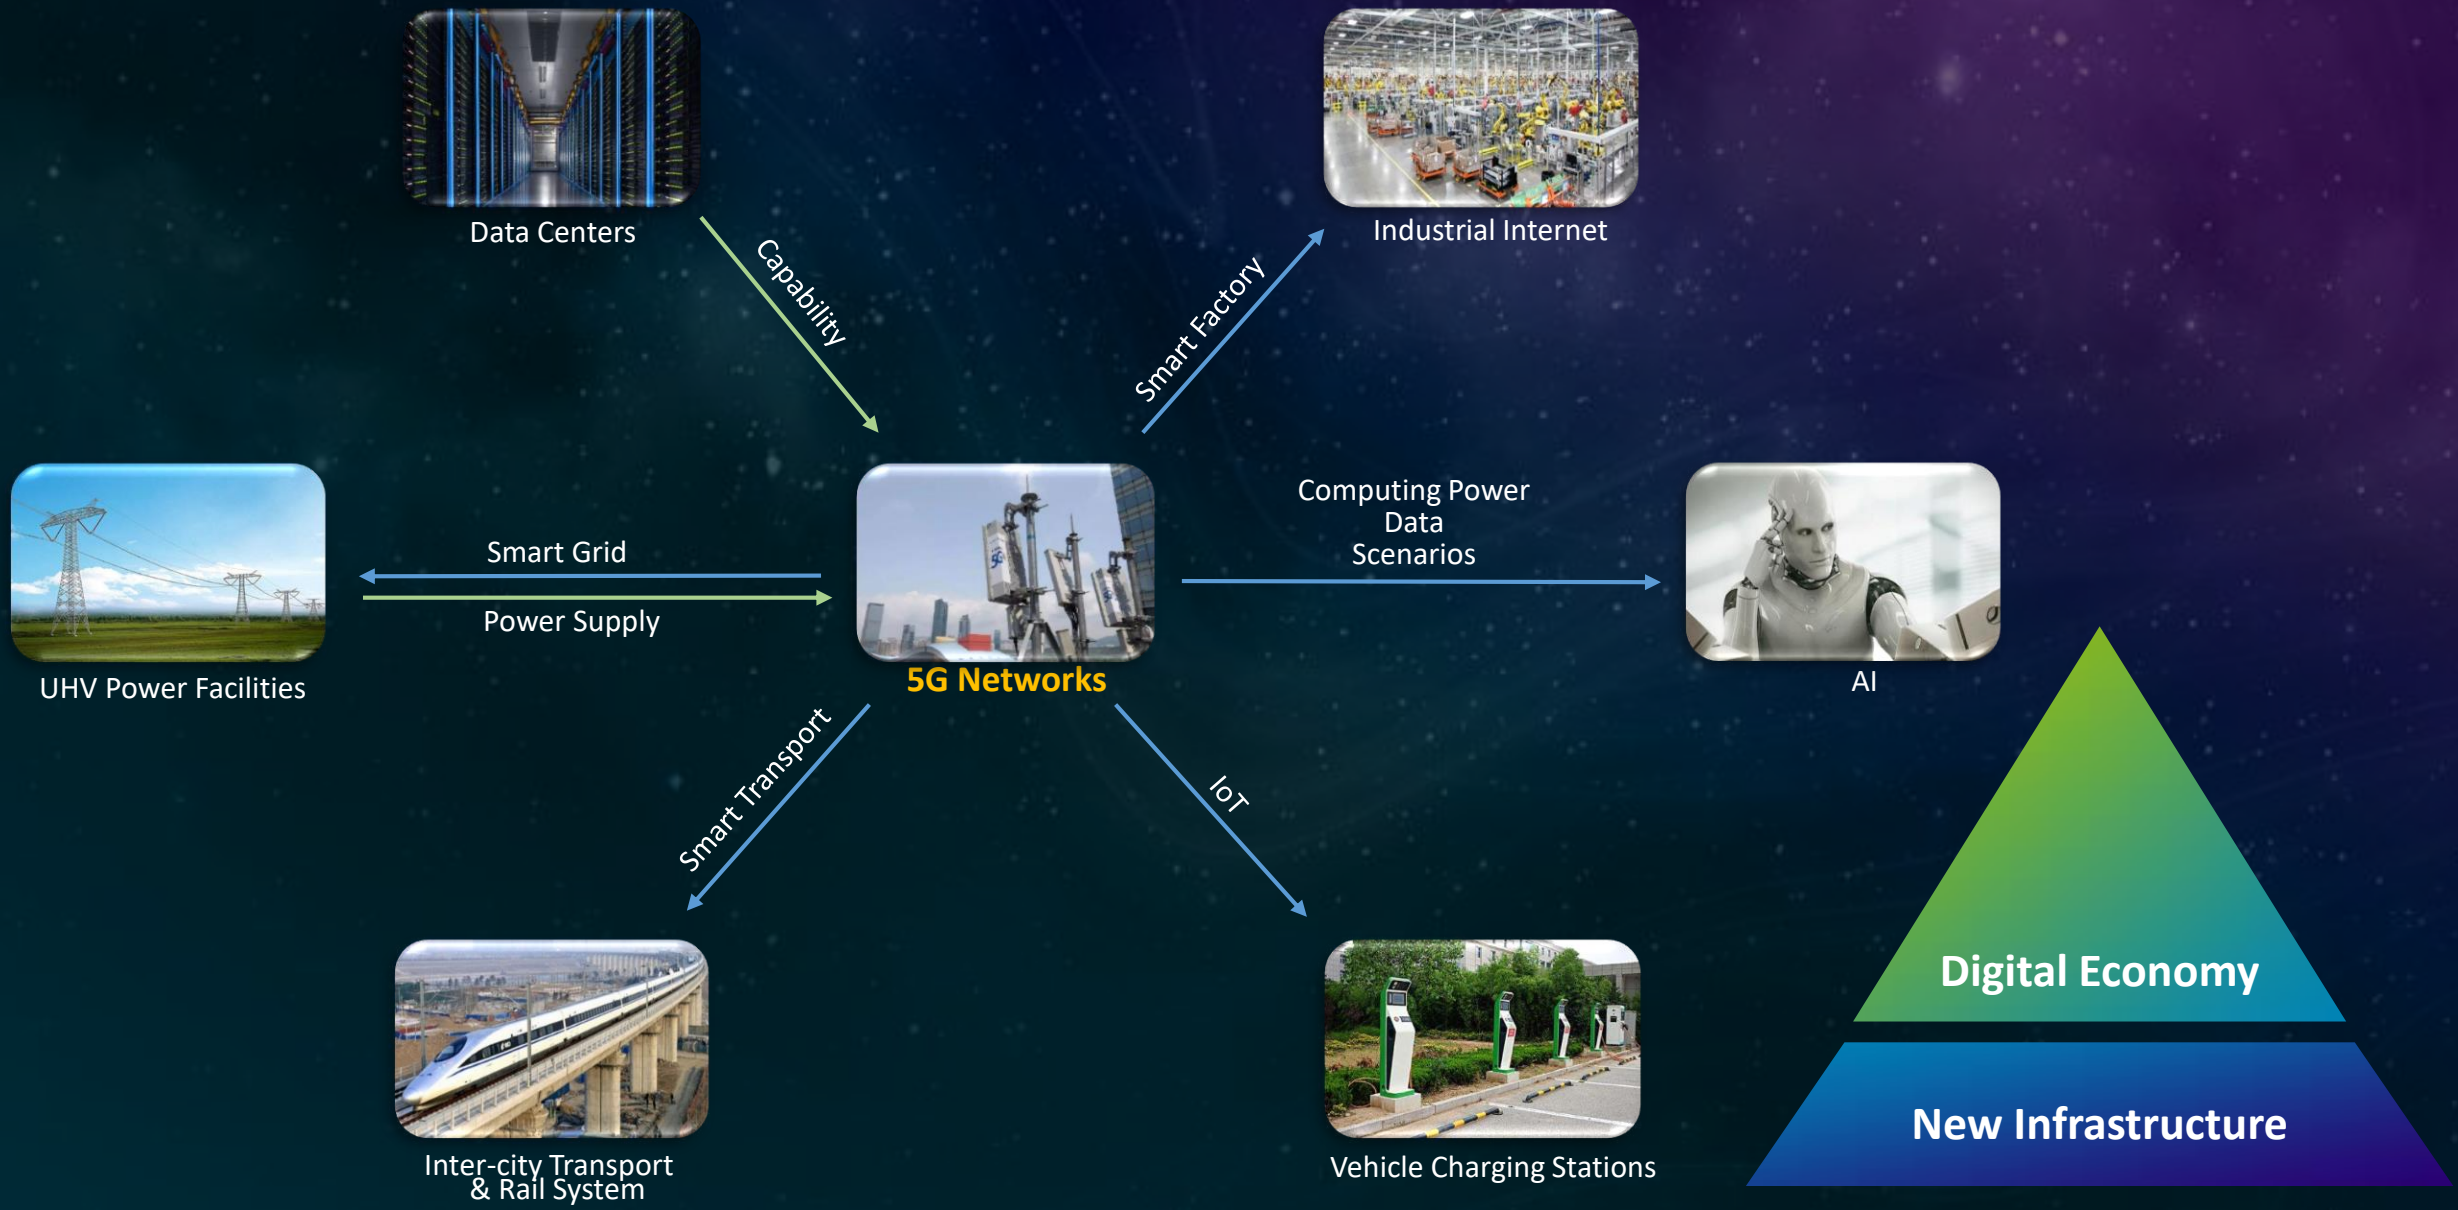 Data Centers
Industrial Internet
Capability
Smart Factory
Computing Power
Data
Scenarios
Smart Grid
Power Supply
UHV Power Facilities
5G
5G Networks
AI
Smart Transport
IoT
Digital Economy
New Infrastructure
Inter-city Transport
& Rail System
Vehicle Charging Stations